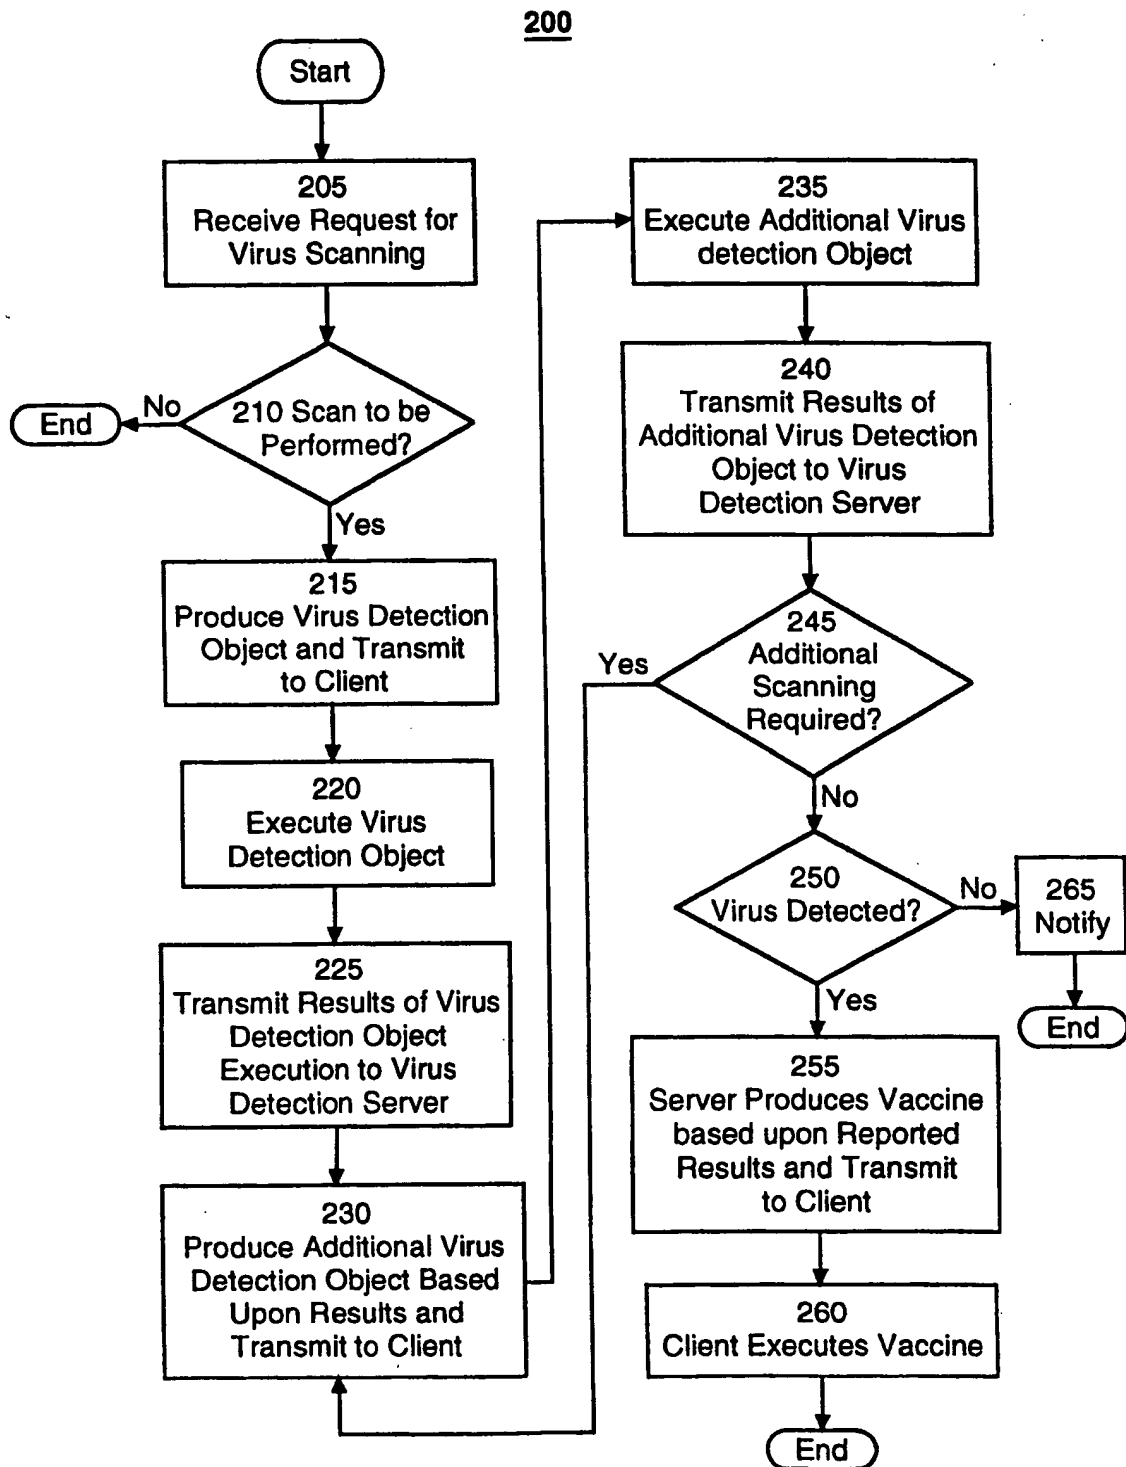 200
Start
205
Receive Request for
Virus Scanning
210 Scan to be
Performed?
No
End
Yes
215
Produce Virus Detection
Object and Transmit
to Client
220
Execute Virus
Detection Object
225
Transmit Results of Virus
Detection Object
Execution to Virus
Detection Server
230
Produce Additional Virus
Detection Object Based
Upon Results and
Transmit to Client
235
Execute Additional Virus
detection Object
240
Transmit Results of
Additional Virus Detection
Object to Virus
Detection Server
245
Additional
Scanning
Required?
Yes
No
250
Virus Detected?
No
265
Notify
End
Yes
255
Server Produces Vaccine
based upon Reported
Results and Transmit
to Client
260
Client Executes Vaccine
End